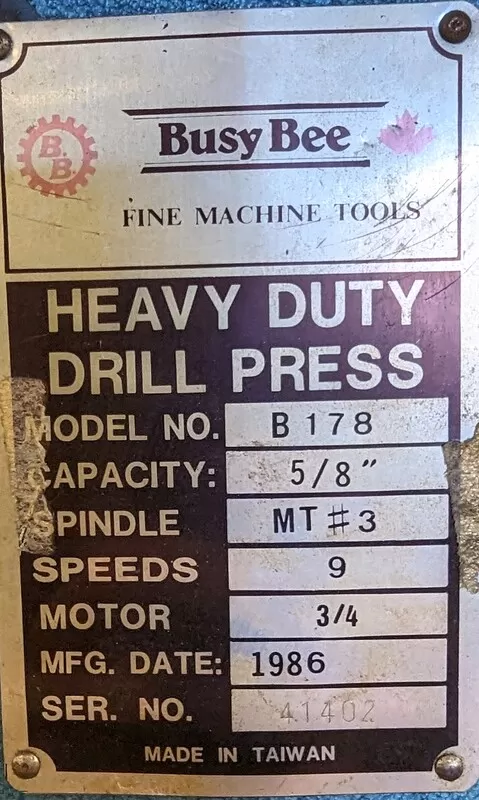 B.B.
Busy Bee
FINE MACHINE TOOLS
HEAVY DUTY
DRILL PRESS
MODEL NO. B 178
CAPACITY: 5/8"
SPINDLE MT#3
SPEEDS 9
MOTOR 3/4
MFG. DATE: 1986
SER. NO. 41402
MADE IN TAIWAN